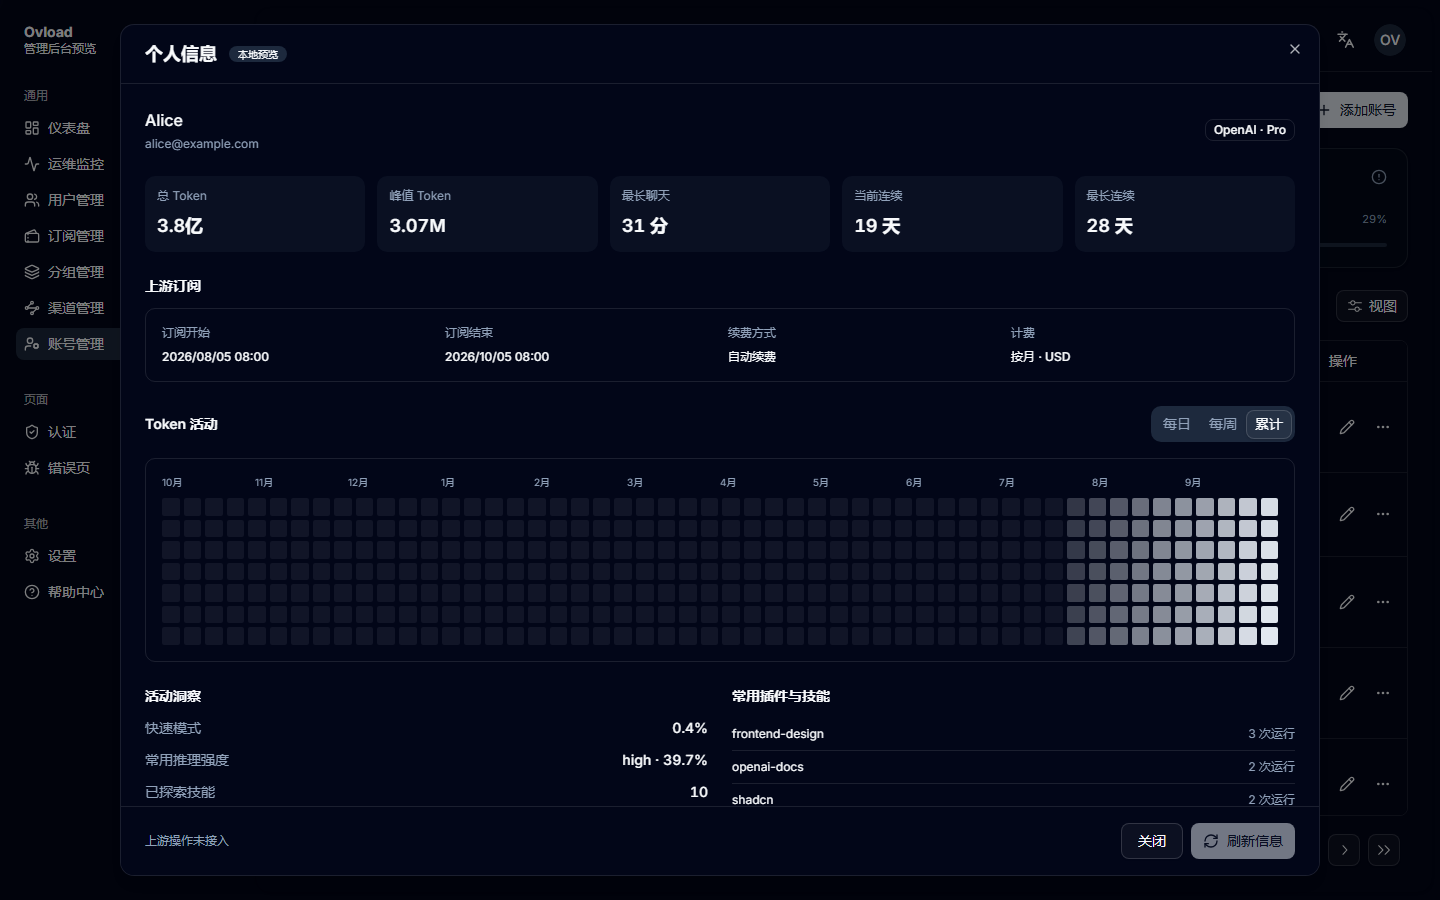 Ovload
管理后台预览
通用
仪表盘
运维监控
用户管理
订阅管理
分组管理
渠道管理
账号管理
页面
认证
错误页
其他
设置
帮助中心
OV
添加账号
29%
视图
操作
个人信息
本地预览
Alice
alice@example.com
OpenAI · Pro
总 Token
3.8亿
峰值 Token
3.07M
最长聊天
31 分
当前连续
19 天
最长连续
28 天
上游订阅
订阅开始
2026/08/05 08:00
订阅结束
2026/10/05 08:00
续费方式
自动续费
计费
按月 · USD
Token 活动
每日 每周 累计
10月 11月 12月 1月 2月 3月 4月 5月 6月 7月 8月 9月
活动洞察
快速模式 0.4%
常用推理强度 high · 39.7%
已探索技能 10
常用插件与技能
frontend-design 3 次运行
openai-docs 2 次运行
shadcn 2 次运行
上游操作未接入
关闭
刷新信息